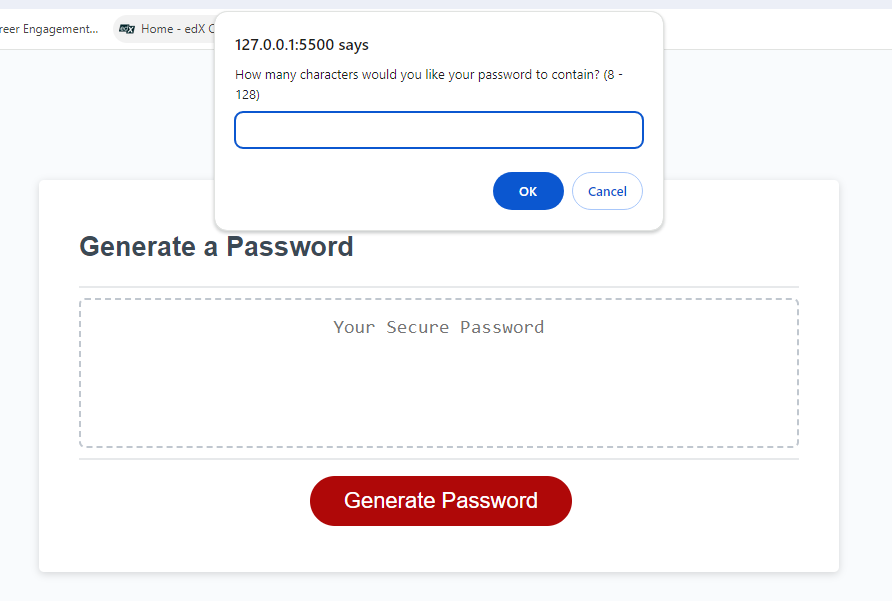 reer Engagement...
edX Home - edX C
127.0.0.1:5500 says
How many characters would you like your password to contain? (8 -
128)
OK Cancel
Generate a Password
Your Secure Password
Generate Password